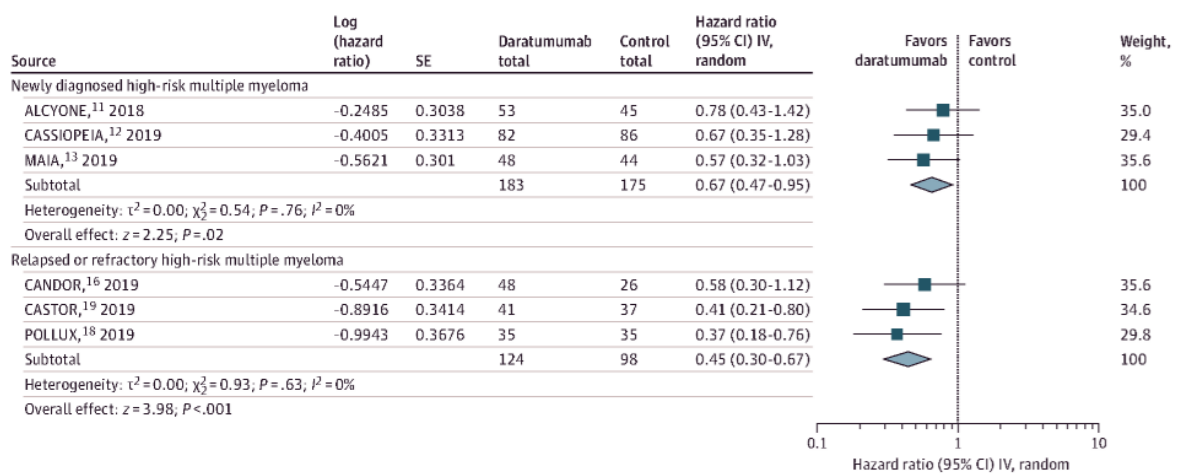 Source Log (hazard ratio) SE Daratumumab total Control total Hazard ratio (95% CI) IV, random Favors daratumumab Favors control Weight, %
Newly diagnosed high-risk multiple myeloma
ALCYONE,11 2018 -0.2485 0.3038 53 45 0.78 (0.43-1.42) 35.0
CASSIOPEIA,12 2019 -0.4005 0.3313 82 86 0.67 (0.35-1.28) 29.4
MAIA,13 2019 -0.5621 0.301 48 44 0.57 (0.32-1.03) 35.6
Subtotal 183 175 0.67 (0.47-0.95) 100
Heterogeneity: τ2 = 0.00; χ22 = 0.54; P = .76; I2 = 0%
Overall effect: z = 2.25; P = .02
Relapsed or refractory high-risk multiple myeloma
CANDOR,16 2019 -0.5447 0.3364 48 26 0.58 (0.30-1.12) 35.6
CASTOR,19 2019 -0.8916 0.3414 41 37 0.41 (0.21-0.80) 34.6
POLLUX,18 2019 -0.9943 0.3676 35 35 0.37 (0.18-0.76) 29.8
Subtotal 124 98 0.45 (0.30-0.67) 100
Heterogeneity: τ2 = 0.00; χ22 = 0.93; P = .63; I2 = 0%
Overall effect: z = 3.98; P <.001
0.1 1 10
Hazard ratio (95% CI) IV, random